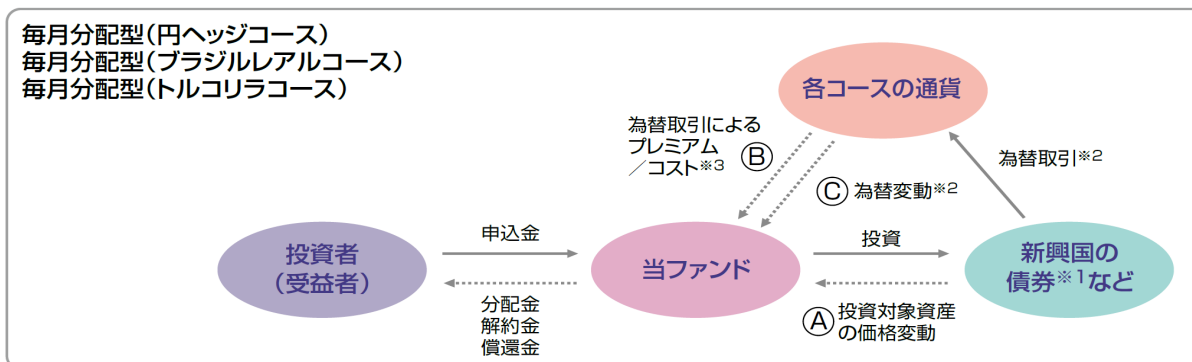 毎月分配型(円ヘッジコース)
毎月分配型(ブラジルレアルコース)
毎月分配型(トルコリラコース)
各コースの通貨
為替取引による
プレミアム
／コスト※3
Ⓑ
Ⓒ 為替変動※2
為替取引※2
投資者
(受益者)
申込金
分配金
解約金
償還金
当ファンド
投資
Ⓐ 投資対象資産
の価格変動
新興国の
債券※1など